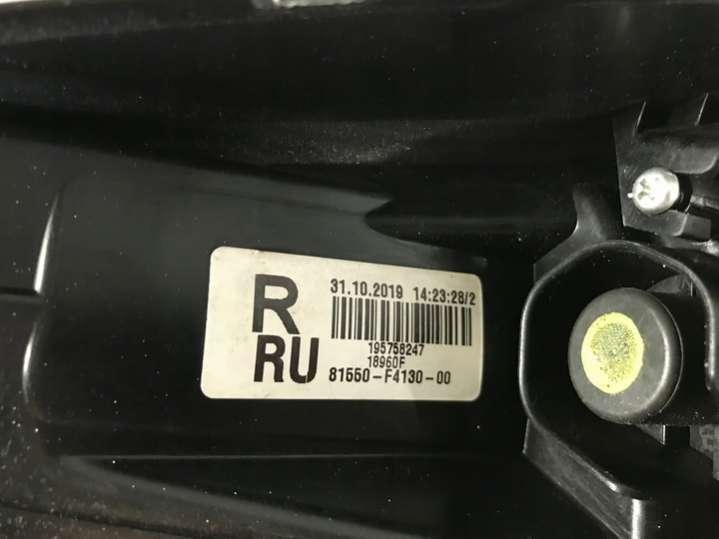 R
RU
31.10.2019 14:23:28/2
195758247
18960F
81550-F4130-00